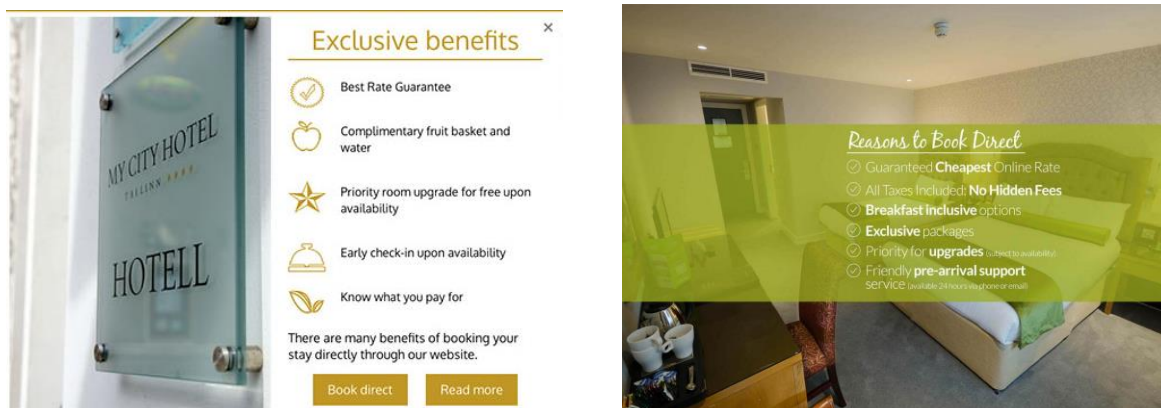 MY CITY HOTEL
TALLINN ****
HOTELL
Exclusive benefits
×
Best Rate Guarantee
Complimentary fruit basket and
water
Priority room upgrade for free upon
availability
Early check-in upon availability
Know what you pay for
There are many benefits of booking your
stay directly through our website.
Book direct
Read more
Reasons to Book Direct
Guaranteed Cheapest Online Rate
All Taxes Included: No Hidden Fees
Breakfast inclusive options
Exclusive packages
Priority for upgrades (subject to availability)
Friendly pre-arrival support
service (available 24 hours via phone or email)